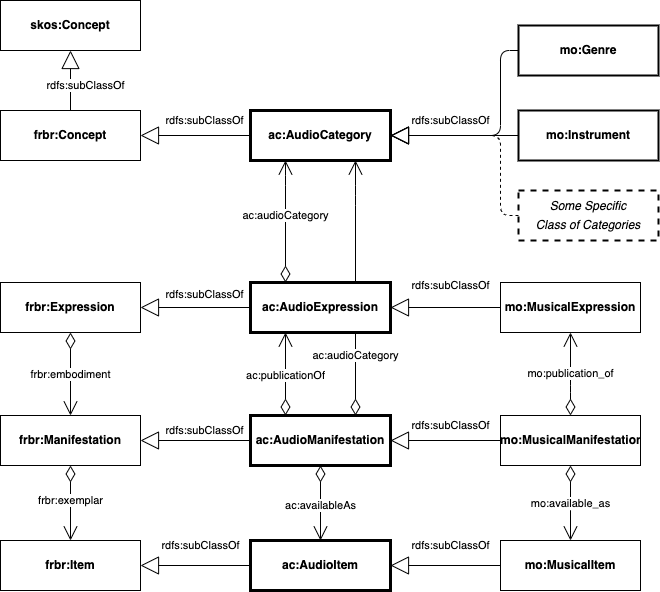 skos:Concept
mo:Genre
rdfs:subClassOf
rdfs:subClassOf
rdfs:subClassOf
frbr:Concept
ac:AudioCategory
mo:Instrument
Some Specific
Class of Categories
ac:audioCategory
rdfs:subClassOf
rdfs:subClassOf
frbr:Expression
ac:AudioExpression
mo:MusicalExpression
ac:audioCategory
frbr:embodiment
ac:publicationOf
mo:publication_of
rdfs:subClassOf
rdfs:subClassOf
frbr:Manifestation
ac:AudioManifestation
mo:MusicalManifestation
frbr:exemplar
ac:availableAs
mo:available_as
rdfs:subClassOf
rdfs:subClassOf
frbr:Item
ac:AudioItem
mo:MusicalItem